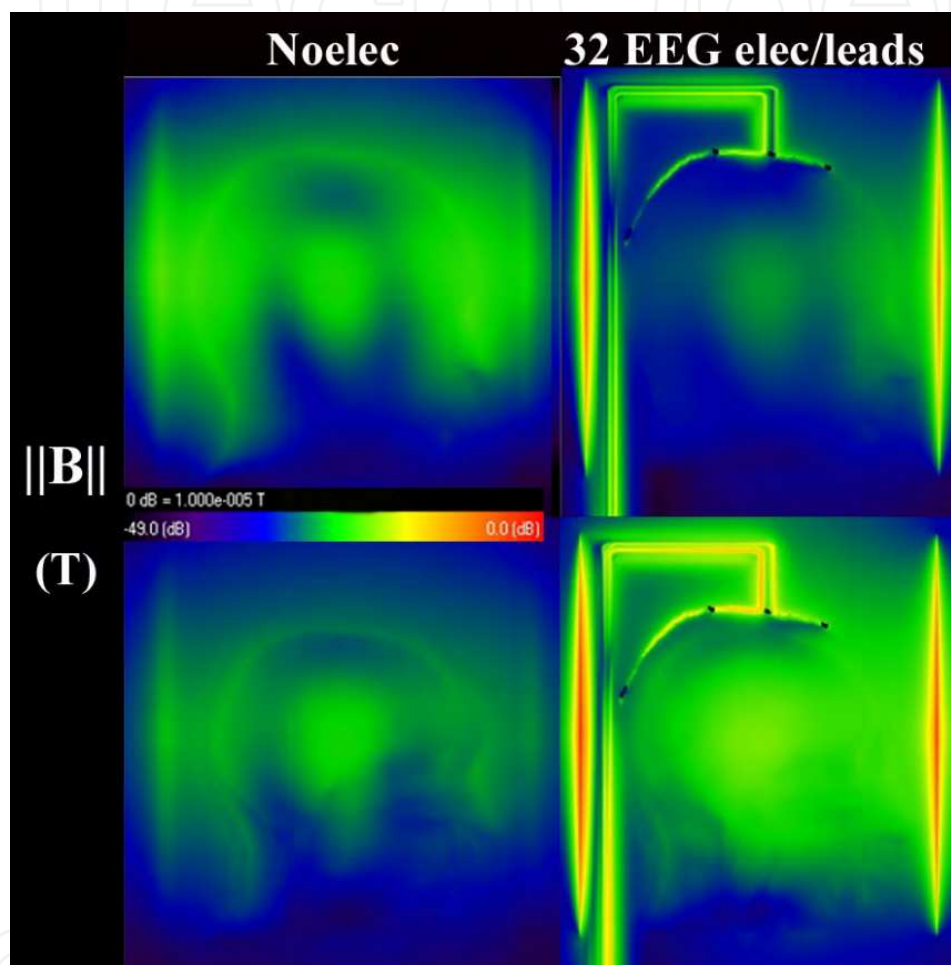 Noelec
32 EEG elec/leads
||B||
0 dB = 1.000e-005 T
-49.0 (dB)
0.0 (dB)
(T)